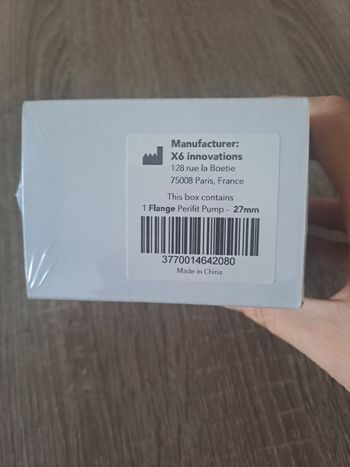 Manufacturer:
X6 innovations
128 rue la Boetie
75008 Paris, France
This box contains
1 Flange Perifit Pump - 27mm
3770014642080
Made in China